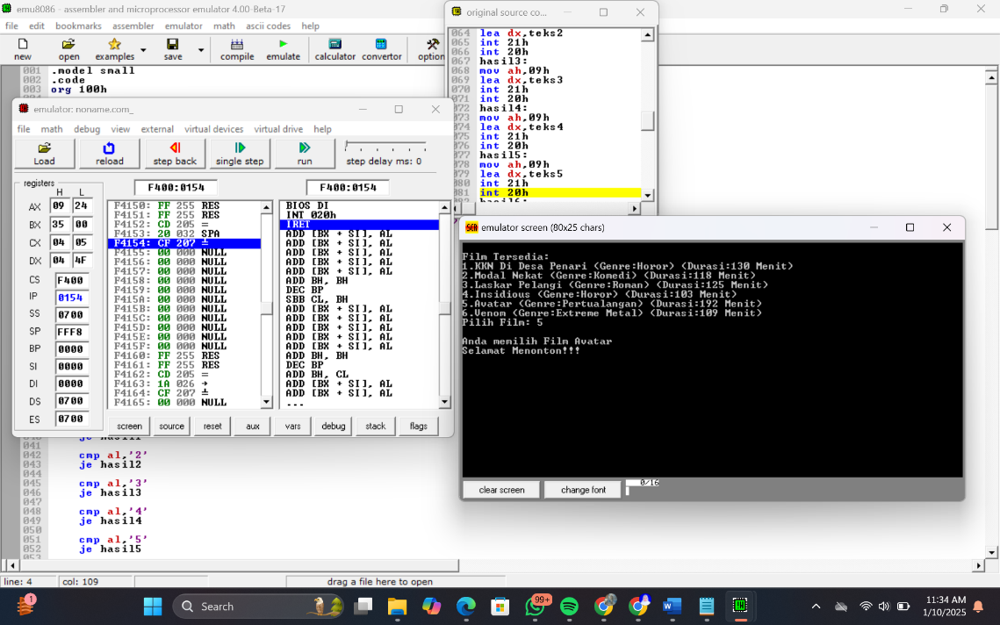 emu8086 - assembler and microprocessor emulator 4.00-Beta-17
file edit bookmarks assembler emulator math ascii codes help
new open examples save compile emulate calculator convertor option
001 .model small
002 .code
003 org 100h
original source co...
064 lea dx,teks2
065 int 21h
066 int 20h
067 hasil3:
068 mov ah,09h
069 lea dx,teks3
070 int 21h
071 int 20h
072 hasil4:
073 mov ah,09h
074 lea dx,teks4
075 int 21h
076 int 20h
077 hasil5:
078 mov ah,09h
079 lea dx,teks5
080 int 21h
081 int 20h
emulator: noname.com_
file math debug view external virtual devices virtual drive help
Load reload step back single step run step delay ms: 0
registers
H L
AX 09 24
BX 35 00
CX 04 05
DX 04 4F
CS F400
IP 0154
SS 0700
SP FFF8
BP 0000
SI 0000
DI 0000
DS 0700
ES 0700
F400:0154 F400:0154
F4150: FF 255 RES
F4151: FF 255 RES
F4152: CD 205 =
F4153: 20 032 SPA
F4154: CF 207 ╧
F4155: 00 000 NULL
F4156: 00 000 NULL
F4157: 00 000 NULL
F4158: 00 000 NULL
F4159: 00 000 NULL
F415A: 00 000 NULL
F415B: 00 000 NULL
F415C: 00 000 NULL
F415D: 00 000 NULL
F415E: 00 000 NULL
F415F: 00 000 NULL
F4160: FF 255 RES
F4161: FF 255 RES
F4162: CD 205 =
F4163: 1A 026 →
F4164: CF 207 ╧
F4165: 00 000 NULL
BIOS DI
INT 020h
IRET
ADD [BX + SI], AL
ADD [BX + SI], AL
ADD [BX + SI], AL
ADD [BX + SI], AL
ADD [BX + SI], AL
ADD BH, BH
DEC BP
SBB CL, BH
ADD [BX + SI], AL
ADD [BX + SI], AL
ADD [BX + SI], AL
ADD [BX + SI], AL
ADD [BX + SI], AL
ADD BH, BH
DEC BP
ADD BH, CL
ADD [BX + SI], AL
ADD [BX + SI], AL
...
screen source reset aux vars debug stack flags
emulator screen (80x25 chars)
Film Tersedia:
1.KKN Di Desa Penari (Genre:Horor) (Durasi:130 Menit)
2.Modal Nekat (Genre:Komedi) (Durasi:118 Menit)
3.Laskar Pelangi (Genre:Roman) (Durasi:125 Menit)
4.Insidious (Genre:Horor) (Durasi:103 Menit)
5.Avatar (Genre:Pertualangan) (Durasi:192 Menit)
6.Venom (Genre:Extreme Metal) (Durasi:109 Menit)
Pilih Film: 5
Anda memilih Film Avatar
Selamat Menonton!!!
clear screen change font 0/16
041
042 cmp al,'2'
043 je hasil2
044
045 cmp al,'3'
046 je hasil3
047
048 cmp al,'4'
049 je hasil4
050
051 cmp al,'5'
052 je hasil5
053
line: 4 col: 109 drag a file here to open
1 Search 99+ 11:34 AM
1/10/2025